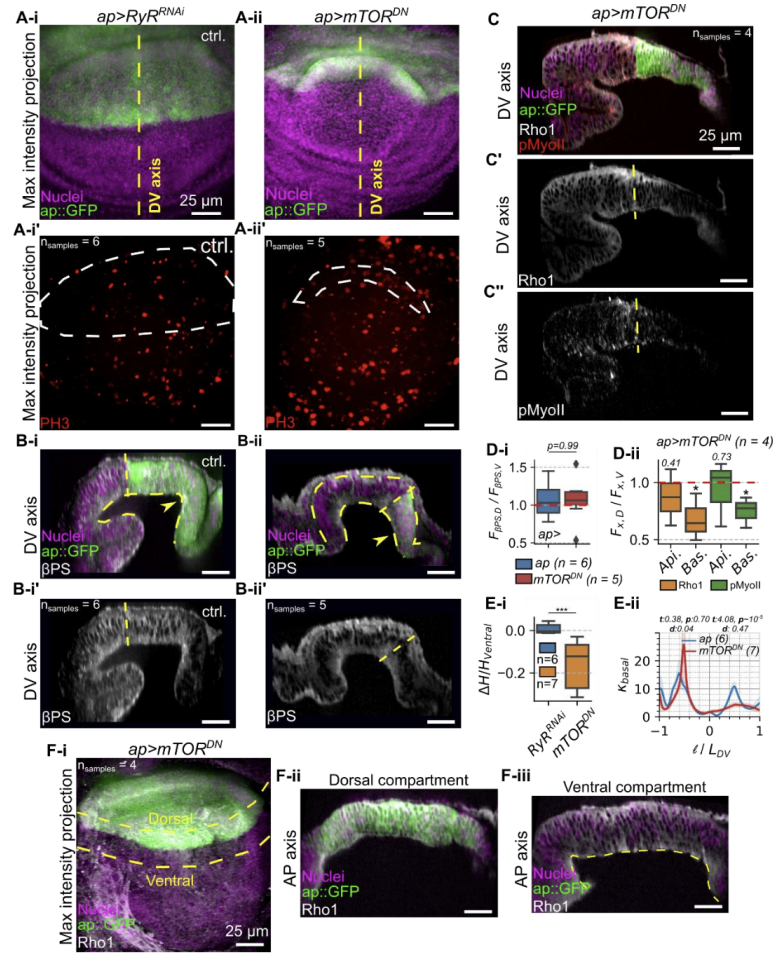 A-i
ap>RyR^RNAi
A-ii
ap>mTOR^DN
C
ap>mTOR^DN
ctrl.
Max intensity projection
Nuclei
ap::GFP
DV axis
25 µm
Nuclei
ap::GFP
DV axis
n_samples = 4
DV axis
Nuclei
ap::GFP
Rho1
pMyoII
25 µm
C'
DV axis
Rho1
A-i'
A-ii'
n_samples = 6
ctrl.
n_samples = 5
Max intensity projection
PH3
PH3
C"
DV axis
pMyoII
B-i
B-ii
ctrl.
DV axis
Nuclei
ap::GFP
βPS
Nuclei
ap::GFP
βPS
B-i'
B-ii'
n_samples = 6
ctrl.
n_samples = 5
DV axis
βPS
βPS
D-i
p=0.99
F_βPS,D / F_βPS,V
1.5
1.0
0.5
ap>
ap (n = 6)
mTOR^DN (n = 5)
D-ii
ap>mTOR^DN (n = 4)
F_x,D / F_x,V
0.41
0.73
*
*
1.0
0.5
Api.
Bas.
Api.
Bas.
Rho1
pMyoII
E-i
***
ΔH/H_Ventral
0.0
−0.2
n=6
n=7
RyR^RNAi
mTOR^DN
E-ii
t:0.38, p:0.70 t:4.08, p~10^-5
d:0.04 d: 0.47
ap (6)
mTOR^DN (7)
κ_basal
20
10
0
−1
0
1
ℓ / L_DV
F-i
ap>mTOR^DN
n_samples = 4
Max intensity projection
Dorsal
Ventral
Nuclei
ap::GFP
Rho1
25 µm
F-ii
Dorsal compartment
AP axis
Nuclei
ap::GFP
Rho1
F-iii
Ventral compartment
AP axis
Nuclei
ap::GFP
Rho1